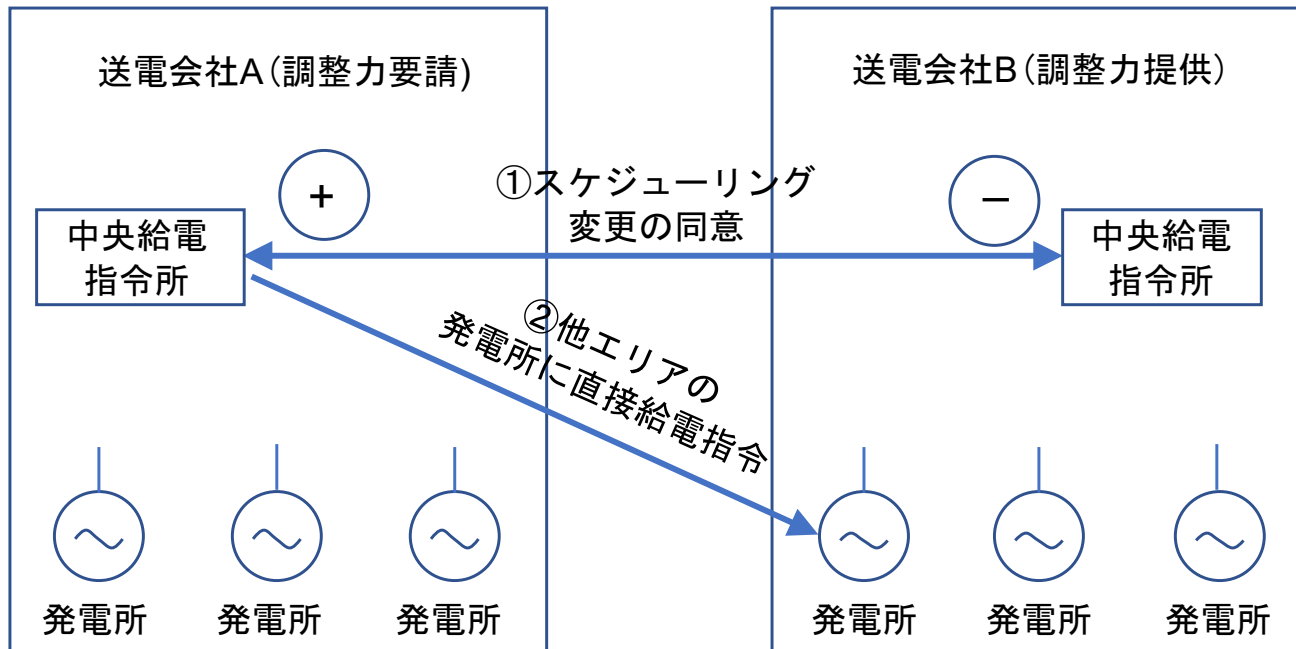 送電会社A（調整力要請)
送電会社B（調整力提供）
＋
①スケジューリング
変更の同意
－
中央給電
指令所
中央給電
指令所
②他エリアの
発電所に直接給電指令
発電所
発電所
発電所
発電所
発電所
発電所